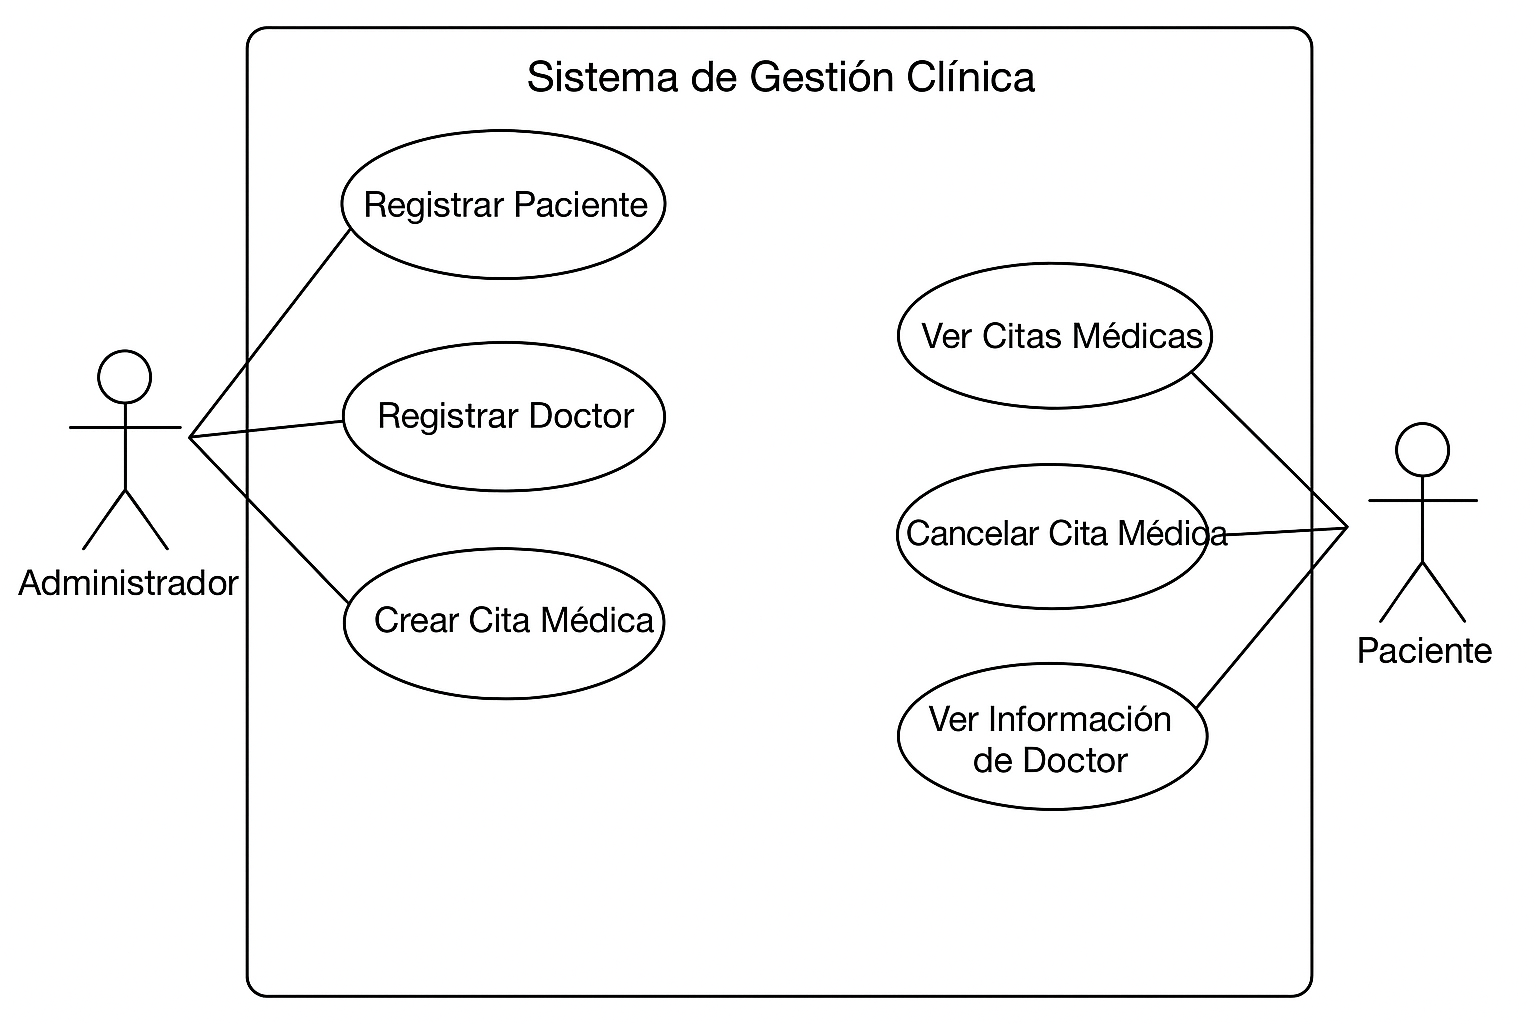 Sistema de Gestión Clínica
Registrar Paciente
Registrar Doctor
Crear Cita Médica
Administrador
Ver Citas Médicas
Cancelar Cita Médica
Ver Información
de Doctor
Paciente